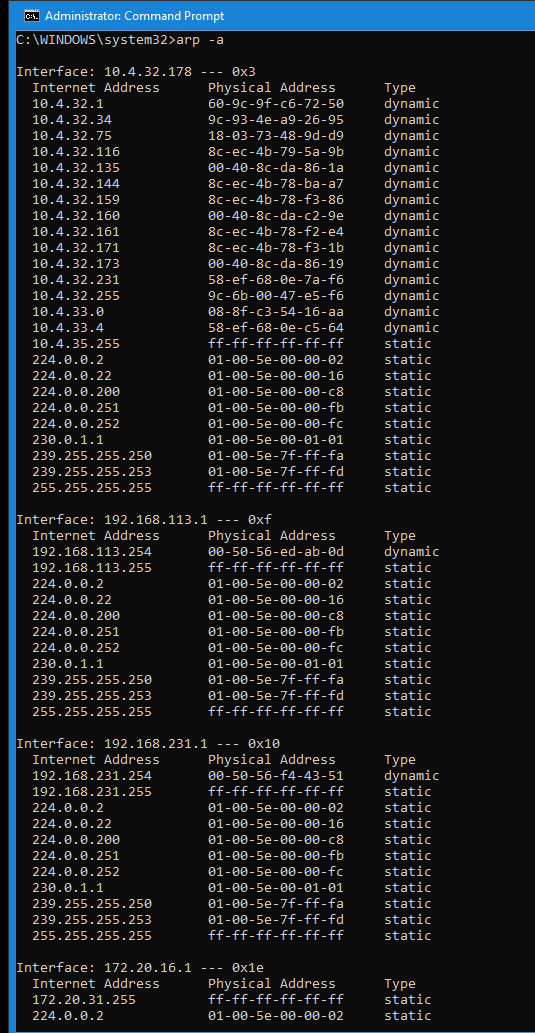 Administrator: Command Prompt
C:\WINDOWS\system32>arp -a
Interface: 10.4.32.178 --- 0x3
Internet Address Physical Address Type
10.4.32.1 60-9c-9f-c6-72-50 dynamic
10.4.32.34 9c-93-4e-a9-26-95 dynamic
10.4.32.75 18-03-73-48-9d-d9 dynamic
10.4.32.116 8c-ec-4b-79-5a-9b dynamic
10.4.32.135 00-40-8c-da-86-1a dynamic
10.4.32.144 8c-ec-4b-78-ba-a7 dynamic
10.4.32.159 8c-ec-4b-78-f3-86 dynamic
10.4.32.160 00-40-8c-da-c2-9e dynamic
10.4.32.161 8c-ec-4b-78-f2-e4 dynamic
10.4.32.171 8c-ec-4b-78-f3-1b dynamic
10.4.32.173 00-40-8c-da-86-19 dynamic
10.4.32.231 58-ef-68-0e-7a-f6 dynamic
10.4.32.255 9c-6b-00-47-e5-f6 dynamic
10.4.33.0 08-8f-c3-54-16-aa dynamic
10.4.33.4 58-ef-68-0e-c5-64 dynamic
10.4.35.255 ff-ff-ff-ff-ff-ff static
224.0.0.2 01-00-5e-00-00-02 static
224.0.0.22 01-00-5e-00-00-16 static
224.0.0.200 01-00-5e-00-00-c8 static
224.0.0.251 01-00-5e-00-00-fb static
224.0.0.252 01-00-5e-00-00-fc static
230.0.1.1 01-00-5e-00-01-01 static
239.255.255.250 01-00-5e-7f-ff-fa static
239.255.255.253 01-00-5e-7f-ff-fd static
255.255.255.255 ff-ff-ff-ff-ff-ff static
Interface: 192.168.113.1 --- 0xf
Internet Address Physical Address Type
192.168.113.254 00-50-56-ed-ab-0d dynamic
192.168.113.255 ff-ff-ff-ff-ff-ff static
224.0.0.2 01-00-5e-00-00-02 static
224.0.0.22 01-00-5e-00-00-16 static
224.0.0.200 01-00-5e-00-00-c8 static
224.0.0.251 01-00-5e-00-00-fb static
224.0.0.252 01-00-5e-00-00-fc static
230.0.1.1 01-00-5e-00-01-01 static
239.255.255.250 01-00-5e-7f-ff-fa static
239.255.255.253 01-00-5e-7f-ff-fd static
255.255.255.255 ff-ff-ff-ff-ff-ff static
Interface: 192.168.231.1 --- 0x10
Internet Address Physical Address Type
192.168.231.254 00-50-56-f4-43-51 dynamic
192.168.231.255 ff-ff-ff-ff-ff-ff static
224.0.0.2 01-00-5e-00-00-02 static
224.0.0.22 01-00-5e-00-00-16 static
224.0.0.200 01-00-5e-00-00-c8 static
224.0.0.251 01-00-5e-00-00-fb static
224.0.0.252 01-00-5e-00-00-fc static
230.0.1.1 01-00-5e-00-01-01 static
239.255.255.250 01-00-5e-7f-ff-fa static
239.255.255.253 01-00-5e-7f-ff-fd static
255.255.255.255 ff-ff-ff-ff-ff-ff static
Interface: 172.20.16.1 --- 0x1e
Internet Address Physical Address Type
172.20.31.255 ff-ff-ff-ff-ff-ff static
224.0.0.2 01-00-5e-00-00-02 static